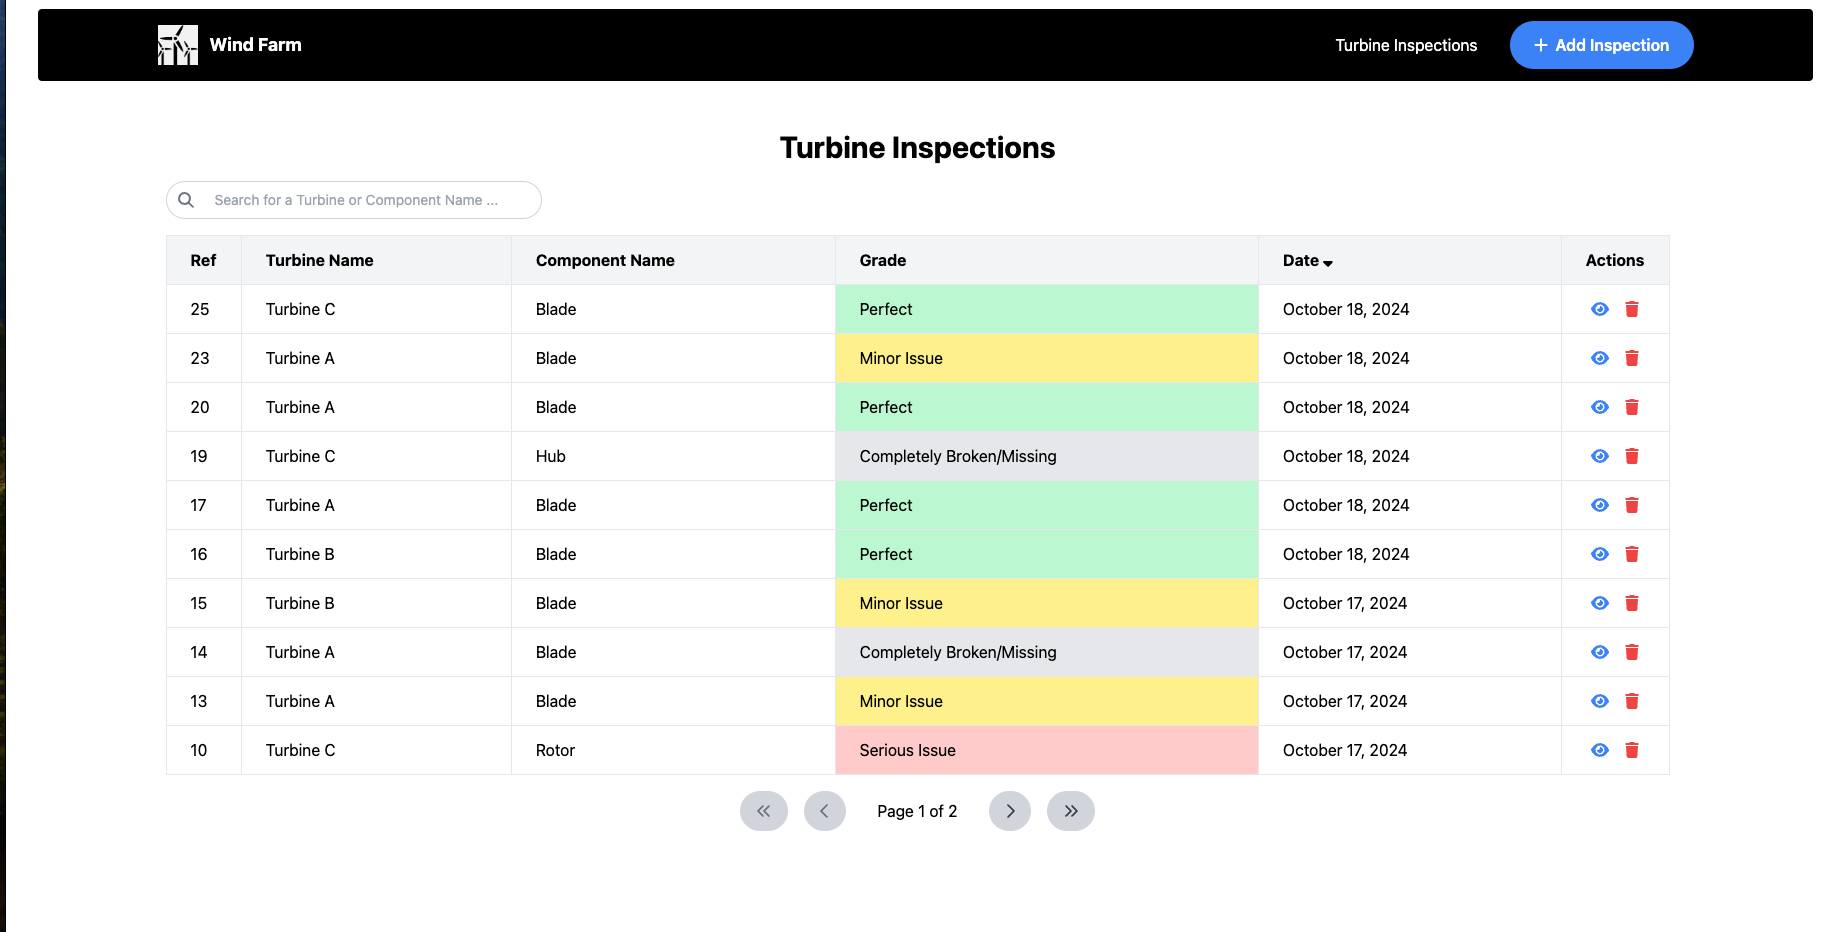 Wind Farm
Turbine Inspections
Add Inspection
Turbine Inspections
Search for a Turbine or Component Name ...
Ref Turbine Name Component Name Grade Date Actions
25 Turbine C Blade Perfect October 18, 2024
23 Turbine A Blade Minor Issue October 18, 2024
20 Turbine A Blade Perfect October 18, 2024
19 Turbine C Hub Completely Broken/Missing October 18, 2024
17 Turbine A Blade Perfect October 18, 2024
16 Turbine B Blade Perfect October 18, 2024
15 Turbine B Blade Minor Issue October 17, 2024
14 Turbine A Blade Completely Broken/Missing October 17, 2024
13 Turbine A Blade Minor Issue October 17, 2024
10 Turbine C Rotor Serious Issue October 17, 2024
Page 1 of 2